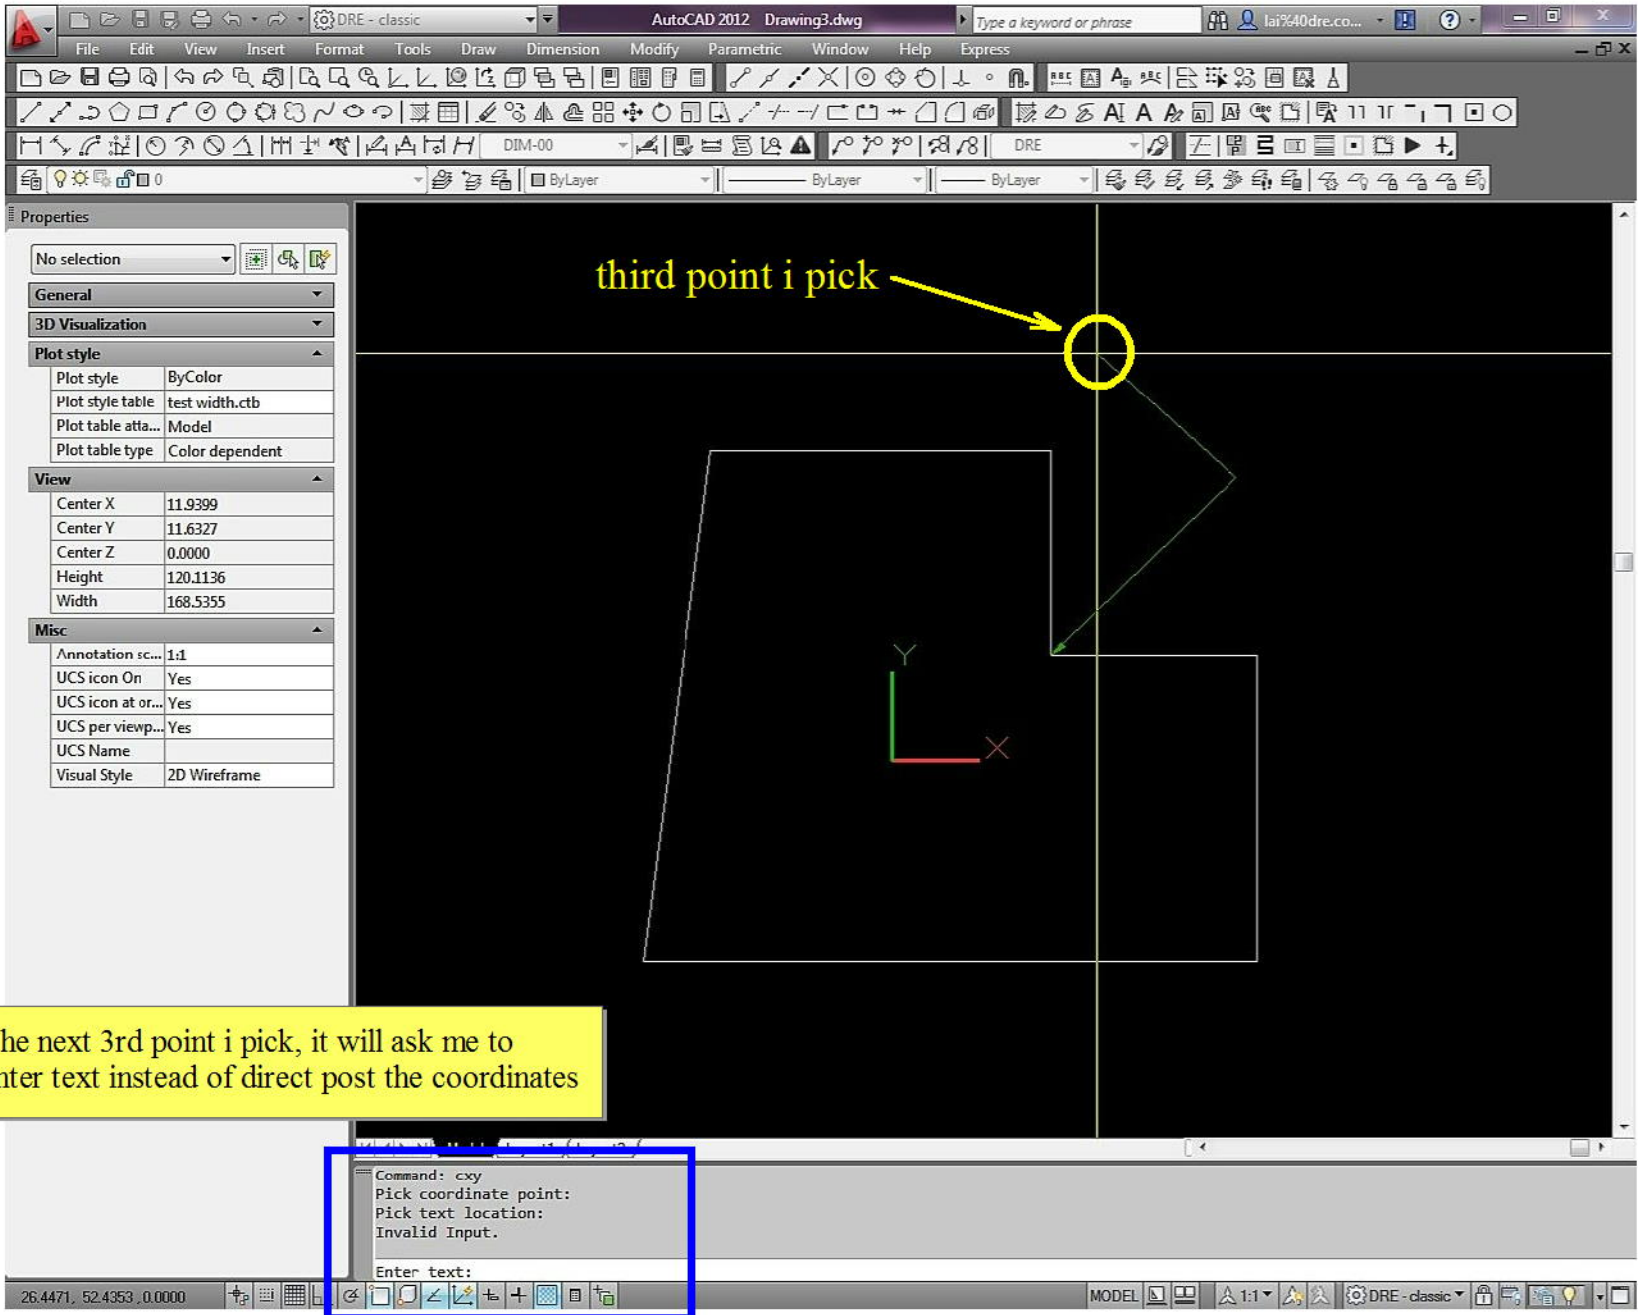 DRE - classic
AutoCAD 2012 Drawing3.dwg
Type a keyword or phrase
lai%40dre.co...
File Edit View Insert Format Tools Draw Dimension Modify Parametric Window Help Express
DIM-00
DRE
0
ByLayer
ByLayer
ByLayer
Properties
No selection
General
3D Visualization
Plot style
Plot style ByColor
Plot style table test width.ctb
Plot table atta... Model
Plot table type Color dependent
View
Center X 11.9399
Center Y 11.6327
Center Z 0.0000
Height 120.1136
Width 168.5355
Misc
Annotation sc... 1:1
UCS icon On Yes
UCS icon at or... Yes
UCS per viewp... Yes
UCS Name
Visual Style 2D Wireframe
third point i pick
Y
X
he next 3rd point i pick, it will ask me to
nter text instead of direct post the coordinates
Command: cxy
Pick coordinate point:
Pick text location:
Invalid Input.
Enter text:
26.4471, 52.4353, 0.0000
MODEL
1:1
DRE - classic